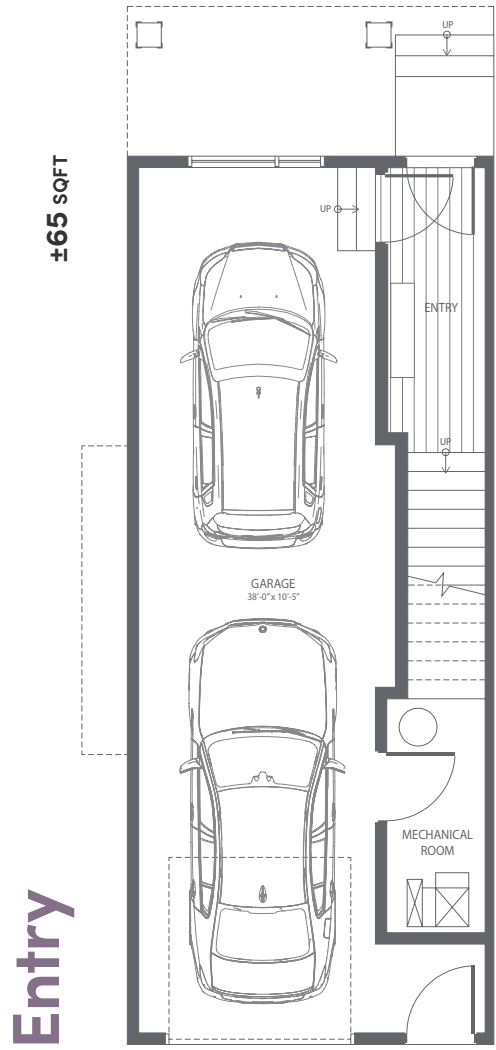 UP
±65 SQFT
UP
ENTRY
UP
GARAGE
38'-0" x 10'-5"
MECHANICAL
ROOM
Entry